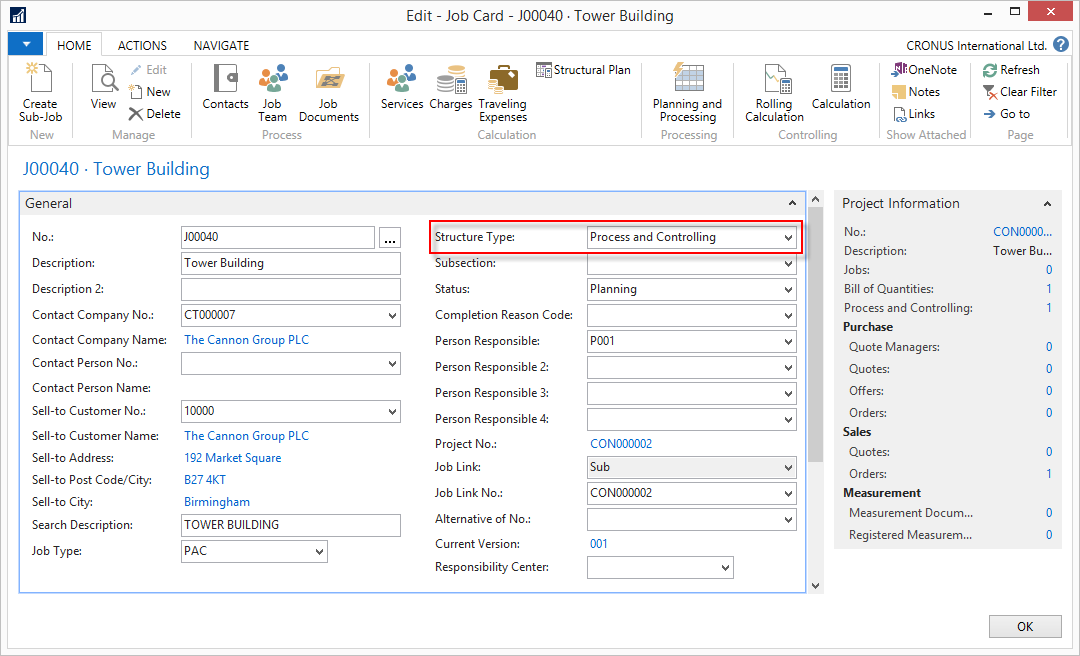 Edit - Job Card - J00040 · Tower Building
HOME ACTIONS NAVIGATE
CRONUS International Ltd. ?
Create Sub-Job
New
View
Edit
New
Delete
Manage
Contacts
Job Team
Job Documents
Process
Services
Charges
Traveling Expenses
Structural Plan
Calculation
Planning and Processing
Processing
Rolling Calculation
Calculation
Controlling
OneNote
Notes
Links
Show Attached
Refresh
Clear Filter
Go to
Page
J00040 · Tower Building
General
No.: J00040 ...
Description: Tower Building
Description 2:
Contact Company No.: CT000007
Contact Company Name: The Cannon Group PLC
Contact Person No.:
Contact Person Name:
Sell-to Customer No.: 10000
Sell-to Customer Name: The Cannon Group PLC
Sell-to Address: 192 Market Square
Sell-to Post Code/City: B27 4KT
Sell-to City: Birmingham
Search Description: TOWER BUILDING
Job Type: PAC
Structure Type: Process and Controlling
Subsection:
Status: Planning
Completion Reason Code:
Person Responsible: P001
Person Responsible 2:
Person Responsible 3:
Person Responsible 4:
Project No.: CON000002
Job Link: Sub
Job Link No.: CON000002
Alternative of No.:
Current Version: 001
Responsibility Center:
Project Information
No.: CON0000...
Description: Tower Bu...
Jobs: 0
Bill of Quantities: 1
Process and Controlling: 1
Purchase
Quote Managers: 0
Quotes: 0
Offers: 0
Orders: 0
Sales
Quotes: 0
Orders: 1
Measurement
Measurement Docum... 0
Registered Measurem... 0
OK